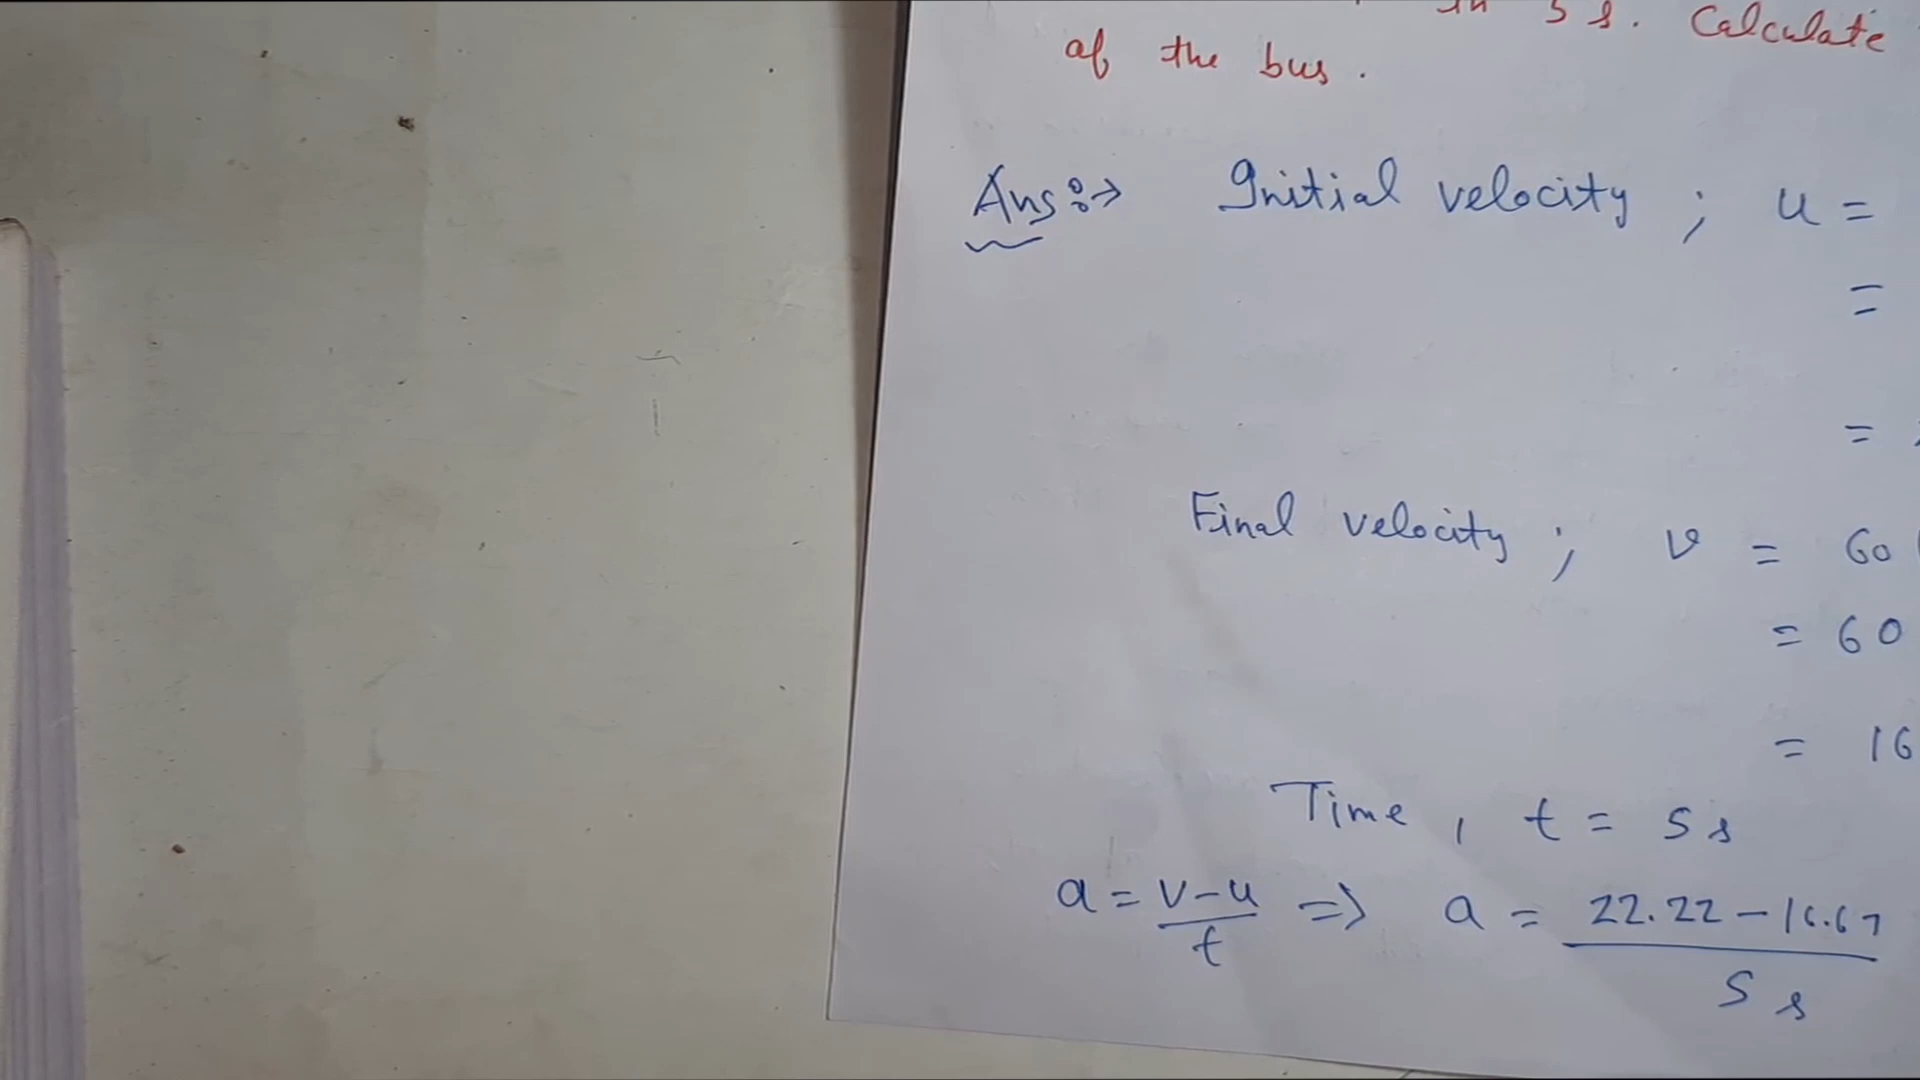 in 5 s. Calculate
of the bus.
Ans:→ Initial velocity ; u =
=
=
Final velocity ; v = 60
= 60
= 16
Time , t = 5 s
a = v-u/t => a = 22.22 - 16.67 / 5 s